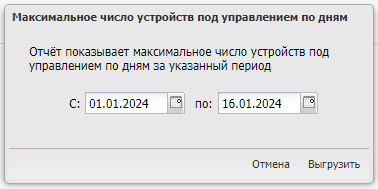 Максимальное число устройств под управлением по дням
Отчёт показывает максимальное число устройств под
управлением по дням за указанный период
С: 01.01.2024 по: 16.01.2024
Отмена Выгрузить